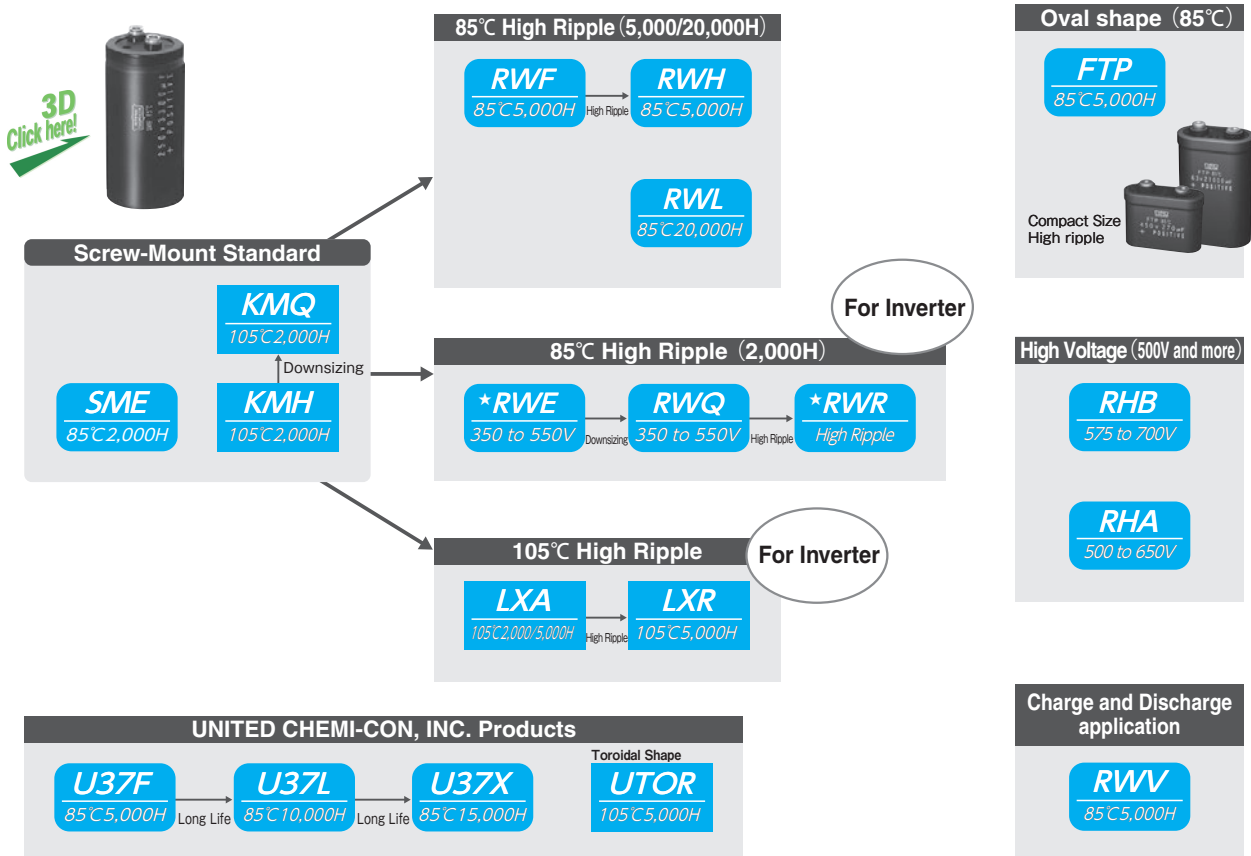 3D
Click here!
Screw-Mount Standard
KMQ
105℃2,000H
Downsizing
SME
85℃2,000H
KMH
105℃2,000H
85℃ High Ripple（5,000/20,000H）
RWF
85℃5,000H
High Ripple
RWH
85℃5,000H
RWL
85℃20,000H
For Inverter
85℃ High Ripple（2,000H）
★RWE
350 to 550V
Downsizing
RWQ
350 to 550V
High Ripple
★RWR
High Ripple
For Inverter
105℃ High Ripple
LXA
105℃2,000/5,000H
High Ripple
LXR
105℃5,000H
UNITED CHEMI-CON, INC. Products
U37F
85℃5,000H
Long Life
U37L
85℃10,000H
Long Life
U37X
85℃15,000H
Toroidal Shape
UTOR
105℃5,000H
Oval shape（85℃）
FTP
85℃5,000H
Compact Size
High ripple
High Voltage（500V and more）
RHB
575 to 700V
RHA
500 to 650V
Charge and Discharge
application
RWV
85℃5,000H